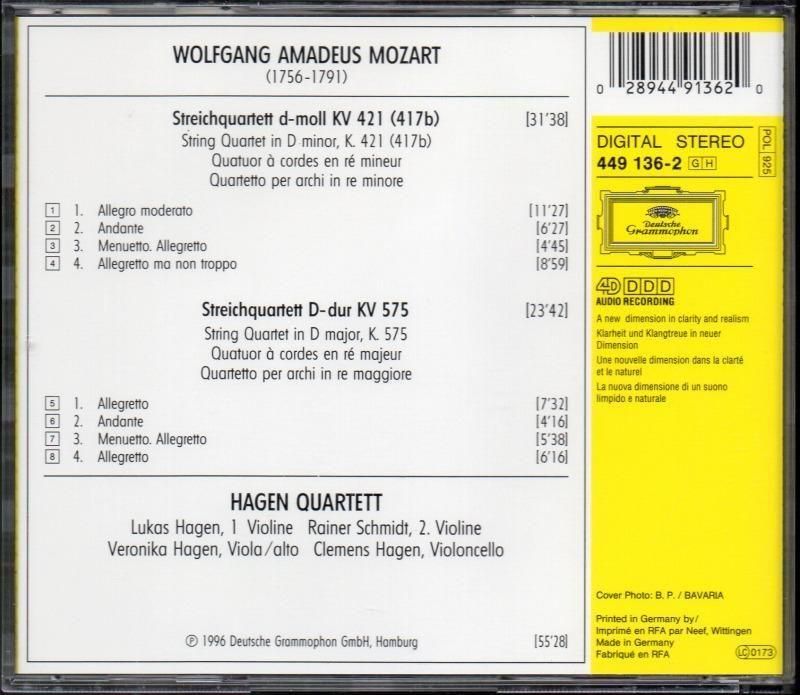 WOLFGANG AMADEUS MOZART
(1756-1791)
Streichquartett d-moll KV 421 (417b) [31'38]
String Quartet in D minor, K. 421 (417b)
Quatuor à cordes en ré mineur
Quartetto per archi in re minore
1 1. Allegro moderato [11'27]
2 2. Andante [6'27]
3 3. Menuetto. Allegretto [4'45]
4 4. Allegretto ma non troppo [8'59]
Streichquartett D-dur KV 575 [23'42]
String Quartet in D major, K. 575
Quatuor à cordes en ré majeur
Quartetto per archi in re maggiore
5 1. Allegretto [7'32]
6 2. Andante [4'16]
7 3. Menuetto. Allegretto [5'38]
8 4. Allegretto [6'16]
HAGEN QUARTETT
Lukas Hagen, 1 Violine Rainer Schmidt, 2. Violine
Veronika Hagen, Viola/alto Clemens Hagen, Violoncello
℗ 1996 Deutsche Grammophon GmbH, Hamburg [55'28]
0 28944 91362 0
DIGITAL STEREO
449 136-2 GH
POL 925
Deutsche
Grammophon
4D DDD
AUDIO RECORDING
A new dimension in clarity and realism
Klarheit und Klangtreue in neuer
Dimension
Une nouvelle dimension dans la clarté
et le naturel
La nuova dimensione di un suono
limpido e naturale
Cover Photo: B. P. / BAVARIA
Printed in Germany by/
Imprimé en RFA par Neef, Wittingen
Made in Germany
Fabriqué en RFA
LC 0173